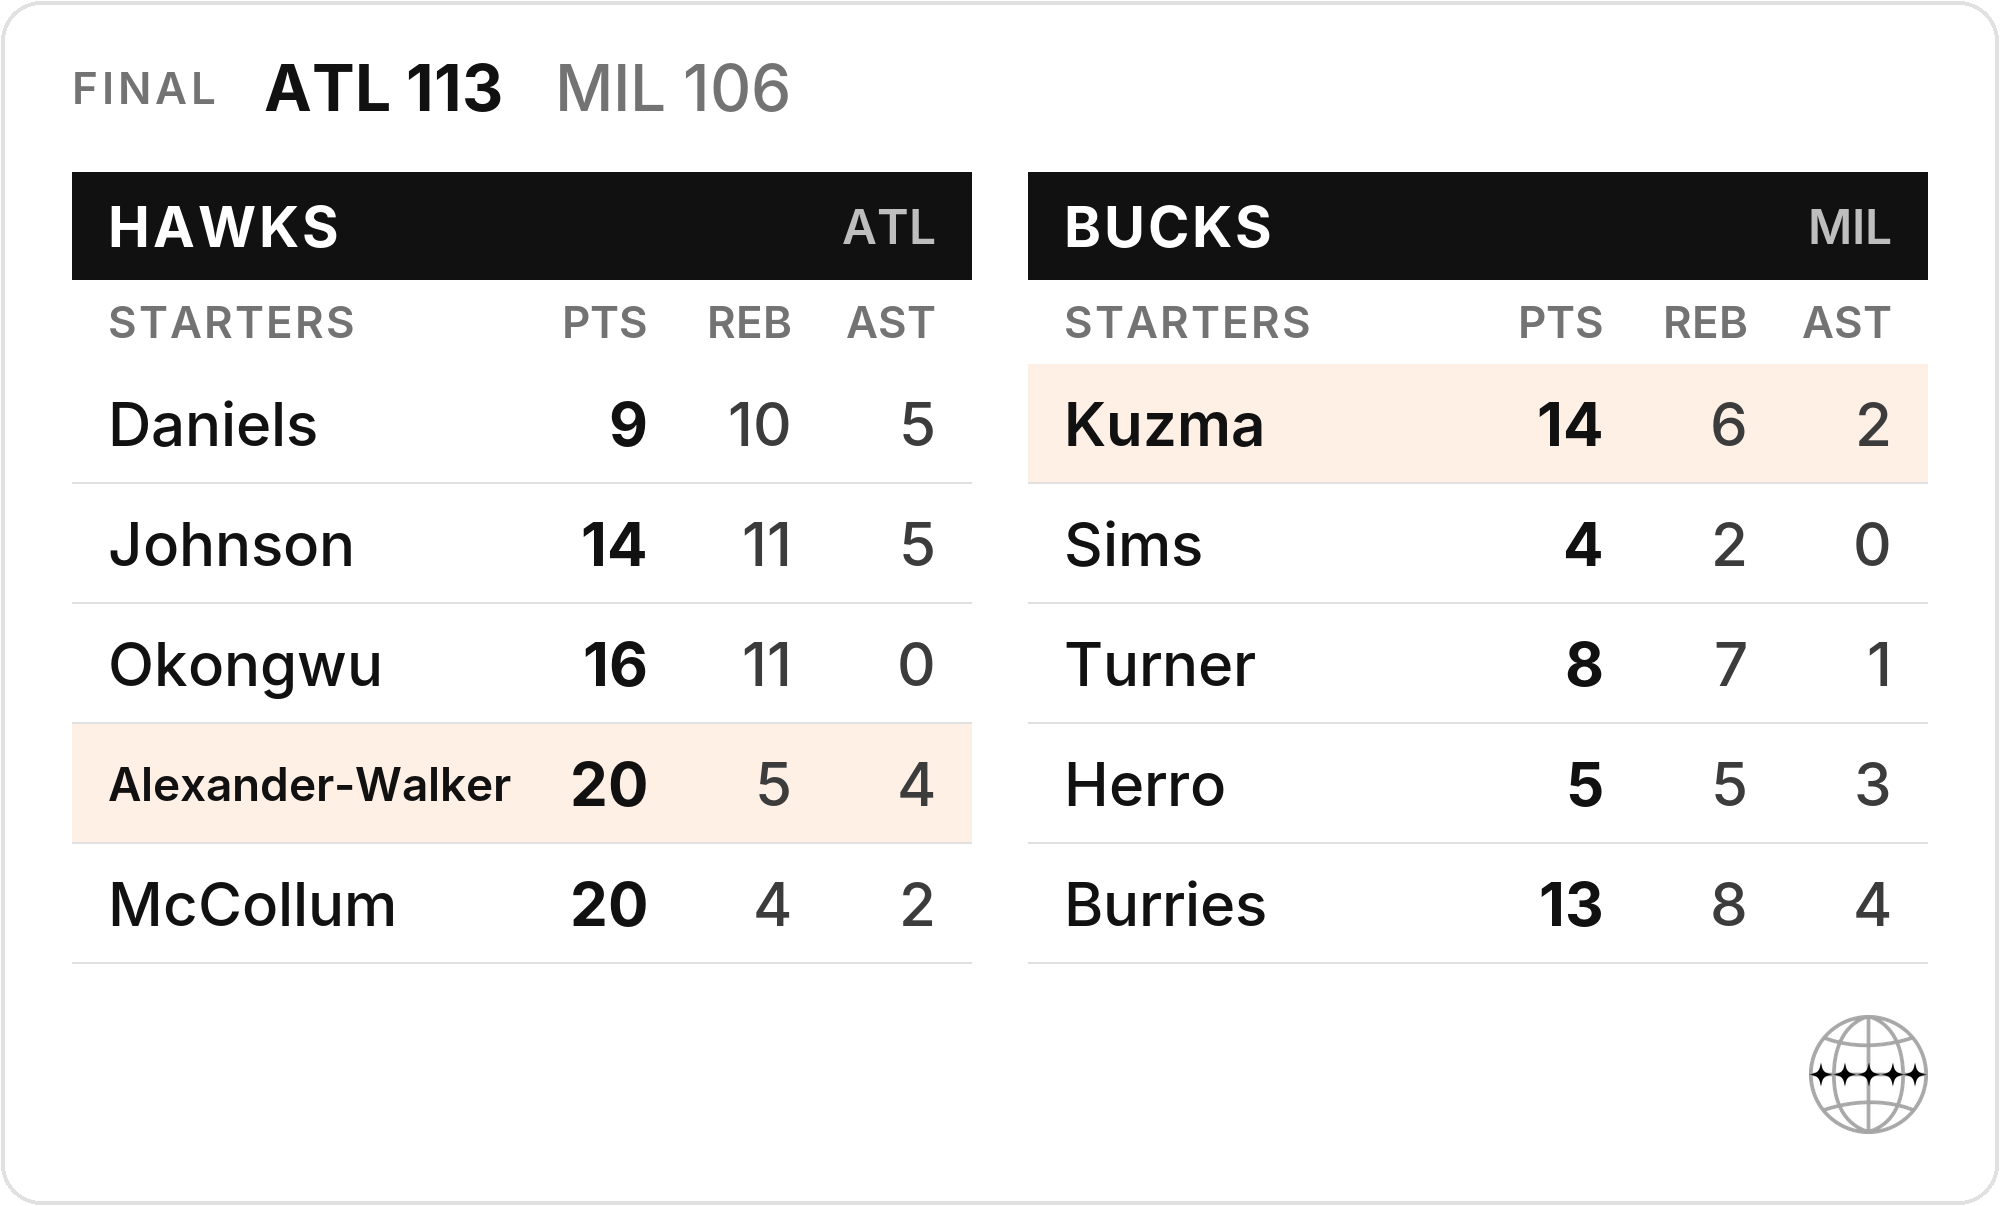 FINAL ATL 113 MIL 106
HAWKS ATL
STARTERS PTS REB AST
Daniels 9 10 5
Johnson 14 11 5
Okongwu 16 11 0
Alexander-Walker 20 5 4
McCollum 20 4 2
BUCKS MIL
STARTERS PTS REB AST
Kuzma 14 6 2
Sims 4 2 0
Turner 8 7 1
Herro 5 5 3
Burries 13 8 4